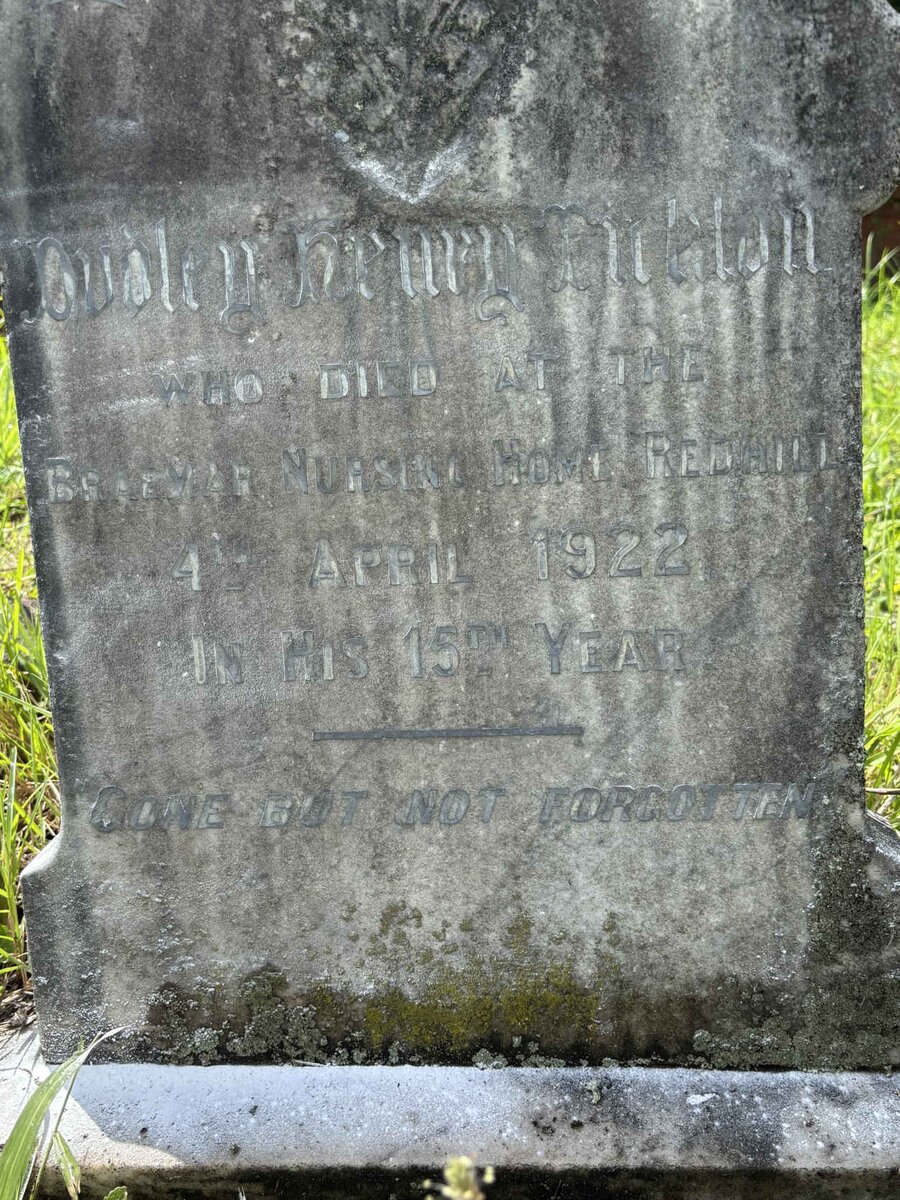 Dudley Henry
WHO DIED AT THE
BRAEMAR NURSING HOME REDHILL
4TH APRIL 1922
IN HIS 15TH YEAR
GONE BUT NOT FORGOTTEN